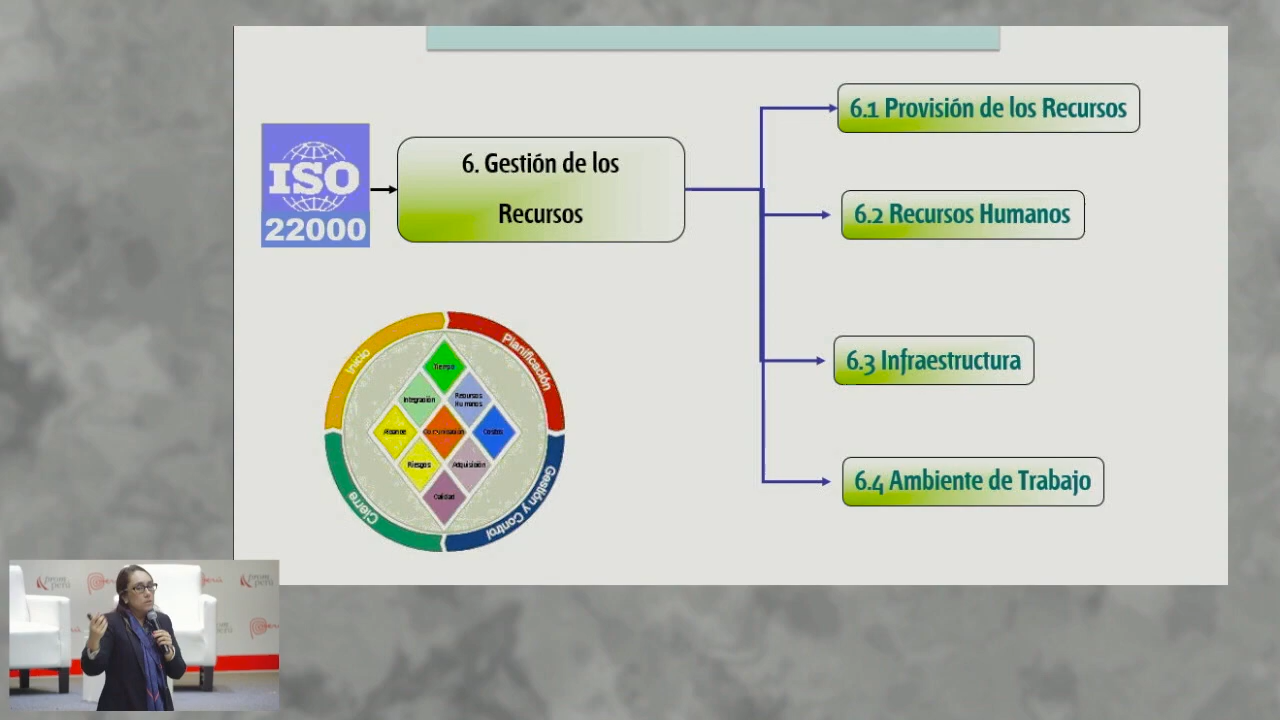 ISO
22000
6. Gestión de los
Recursos
6.1 Provisión de los Recursos
6.2 Recursos Humanos
6.3 Infraestructura
6.4 Ambiente de Trabajo
Inicio
Planificación
Gestión y Control
Cierre
Tiempo
Integración
Recursos
Humanos
Alcance
Comunicación
Costos
Riesgos
Adquisición
Calidad
perú